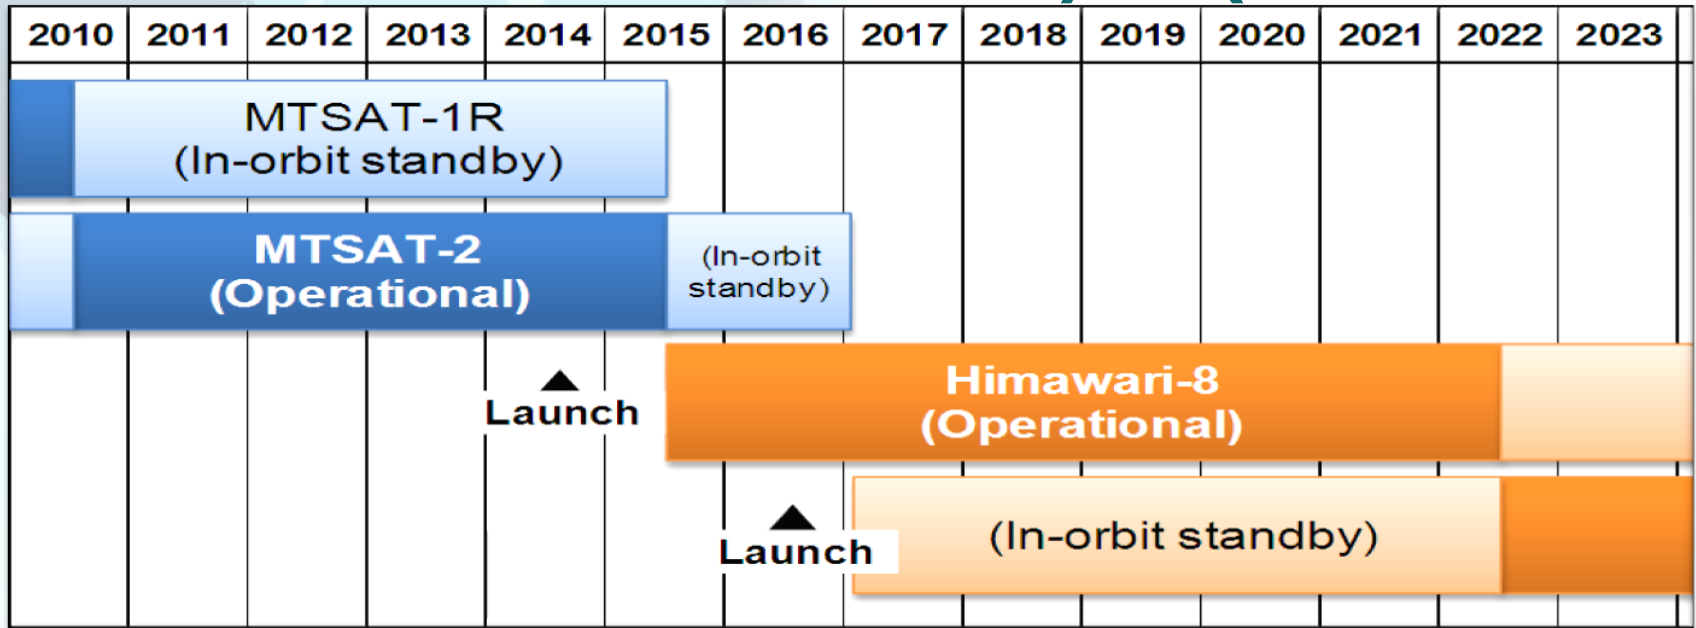 2010 2011 2012 2013 2014 2015 2016 2017 2018 2019 2020 2021 2022 2023
MTSAT-1R
(In-orbit standby)
MTSAT-2
(Operational)
(In-orbit
standby)
Himawari-8
(Operational)
Launch
(In-orbit standby)
Launch